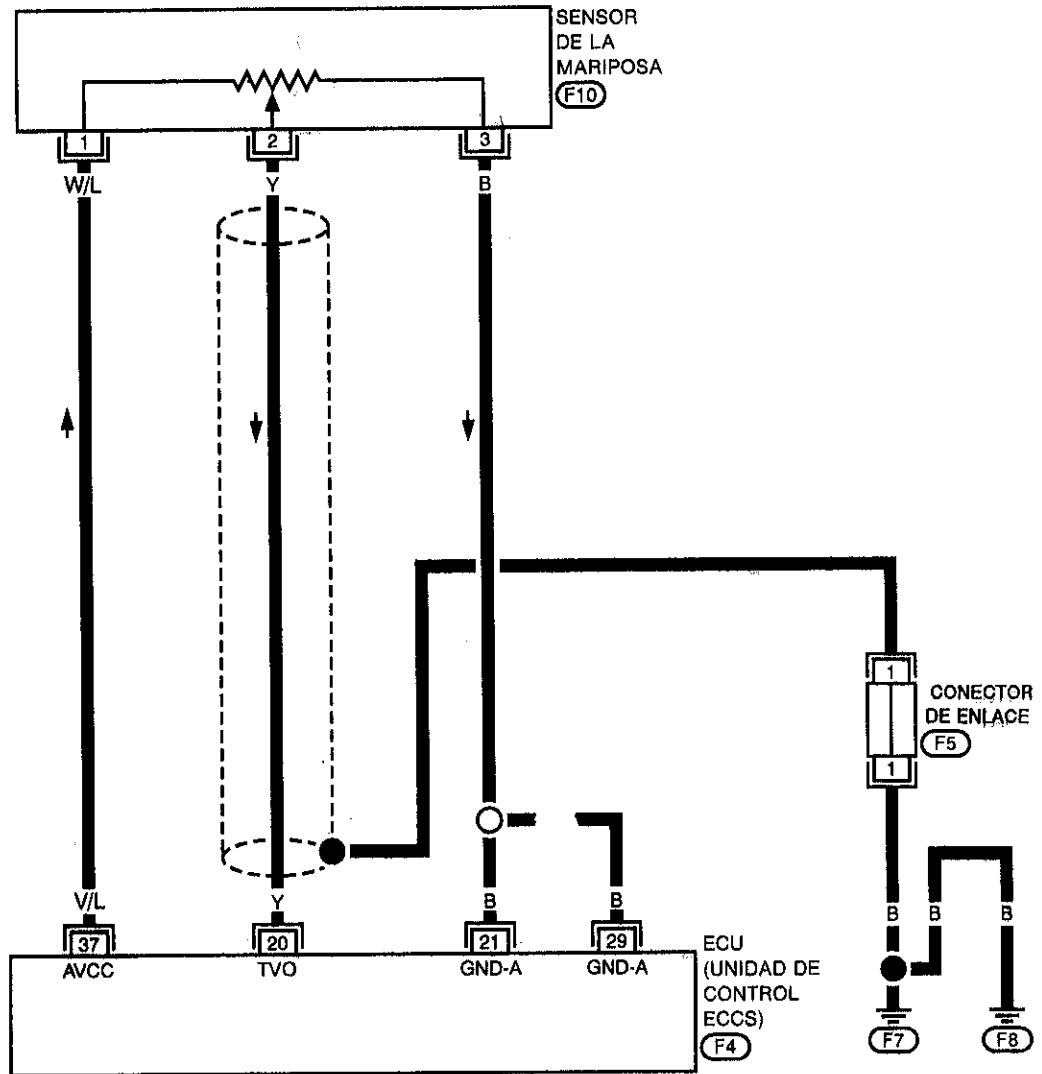 SENSOR
DE LA
MARIPOSA
F10
1
2
3
W/L
Y
B
1
CONECTOR
DE ENLACE
F5
1
V/L
Y
B
B
B
B
B
37
20
21
29
AVCC
TVO
GND-A
GND-A
ECU
(UNIDAD DE
CONTROL
ECCS)
F4
F7
F8